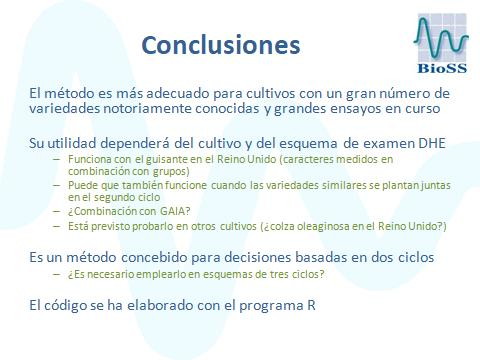 Conclusiones
BioSS
El método es más adecuado para cultivos con un gran número de
variedades notoriamente conocidas y grandes ensayos en curso
Su utilidad dependerá del cultivo y del esquema de examen DHE
– Funciona con el guisante en el Reino Unido (caracteres medidos en
combinación con grupos)
– Puede que también funcione cuando las variedades similares se plantan juntas
en el segundo ciclo
– ¿Combinación con GAIA?
– Está previsto probarlo en otros cultivos (¿colza oleaginosa en el Reino Unido?)
Es un método concebido para decisiones basadas en dos ciclos
– ¿Es necesario emplearlo en esquemas de tres ciclos?
El código se ha elaborado con el programa R